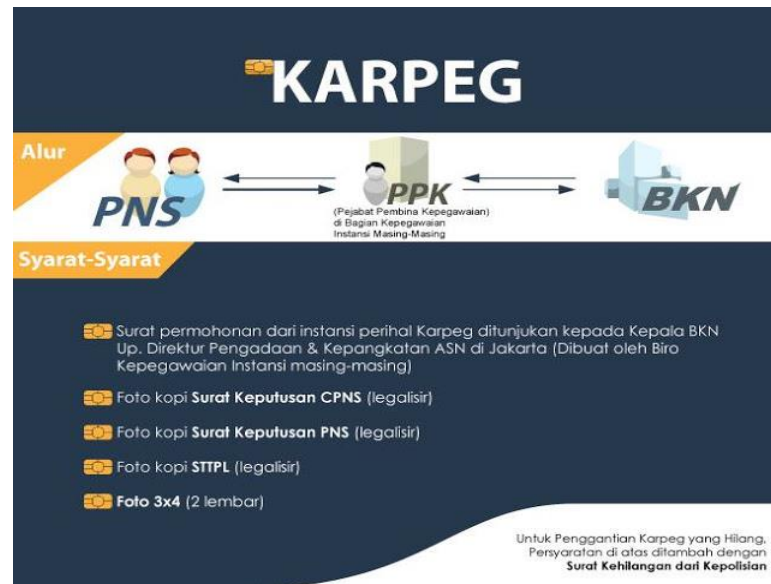 KARPEG
Alur
PNS
PPK
(Pejabat Pembina Kepegawaian)
di Bagian Kepegawaian
Instansi Masing-Masing
BKN
Syarat-Syarat
Surat permohonan dari instansi perihal Karpeg ditunjukan kepada Kepala BKN
Up. Direktur Pengadaan & Kepangkatan ASN di Jakarta (Dibuat oleh Biro
Kepegawaian Instansi masing-masing)
Foto kopi Surat Keputusan CPNS (legalisir)
Foto kopi Surat Keputusan PNS (legalisir)
Foto kopi STTPL (legalisir)
Foto 3x4 (2 lembar)
Untuk Penggantian Karpeg yang Hilang,
Persyaratan di atas ditambah dengan
Surat Kehilangan dari Kepolisian